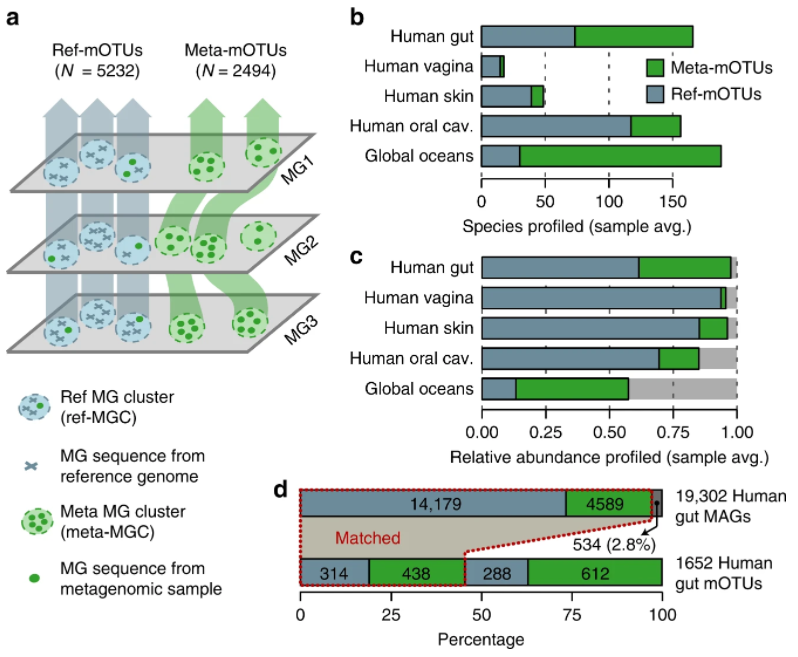 a
Ref-mOTUs
(N = 5232)
Meta-mOTUs
(N = 2494)
MG1
MG2
MG3
Ref MG cluster
(ref-MGC)
MG sequence from
reference genome
Meta MG cluster
(meta-MGC)
MG sequence from
metagenomic sample
b
Human gut
Human vagina
Human skin
Human oral cav.
Global oceans
Meta-mOTUs
Ref-mOTUs
0 50 100 150
Species profiled (sample avg.)
c
Human gut
Human vagina
Human skin
Human oral cav.
Global oceans
0.00 0.25 0.50 0.75 1.00
Relative abundance profiled (sample avg.)
d
14,179 4589
19,302 Human
gut MAGs
Matched
534 (2.8%)
314 438 288 612
1652 Human
gut mOTUs
0 25 50 75 100
Percentage